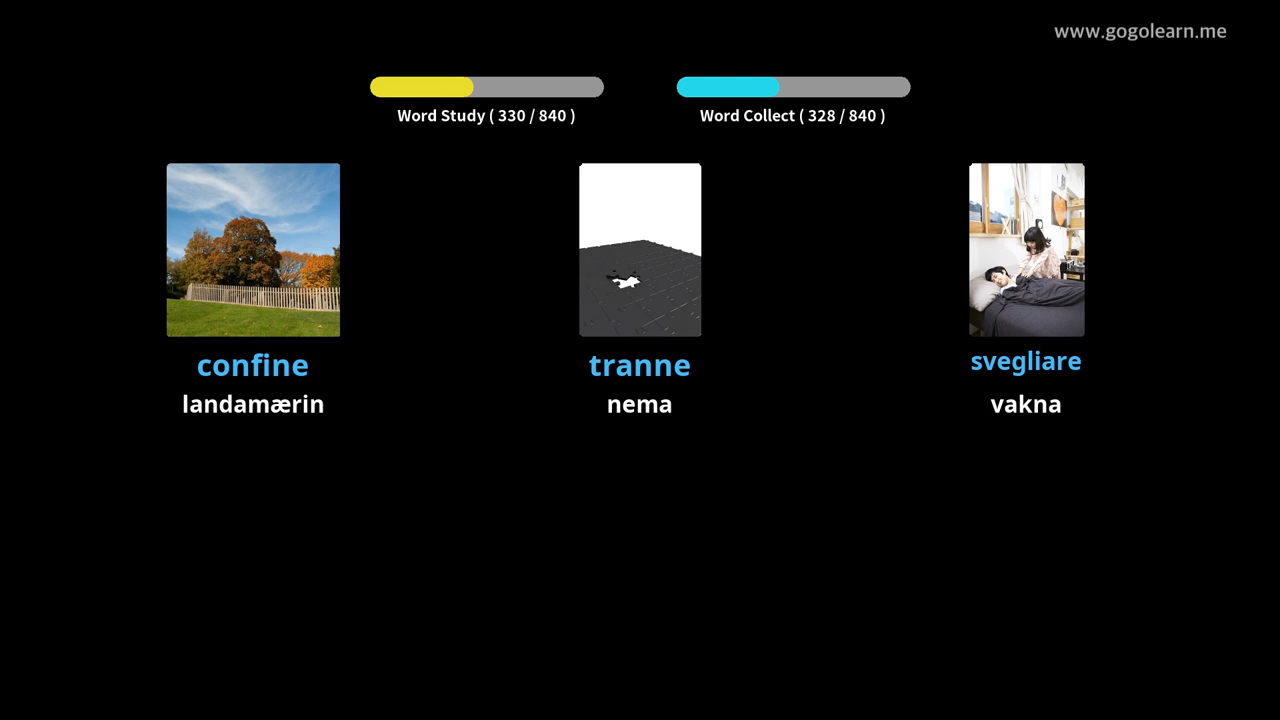 www.gogolearn.me
Word Study ( 330 / 840 )
Word Collect ( 328 / 840 )
confine
tranne
svegliare
landamærin
nema
vakna